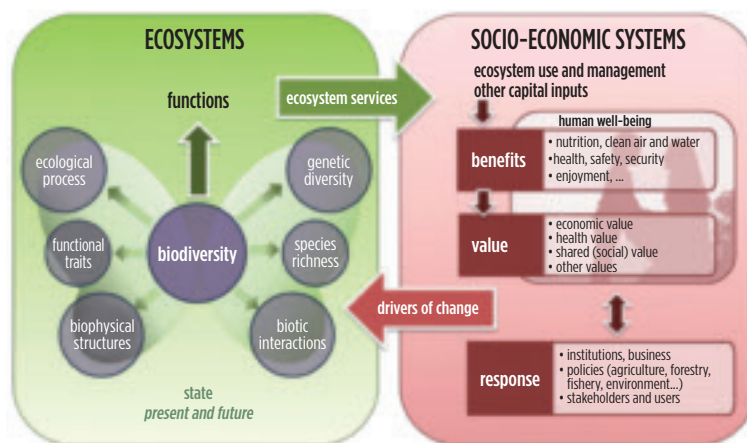 ECOSYSTEMS
functions
ecosystem services
ecological
process
genetic
diversity
functional
traits
biodiversity
species
richness
biophysical
structures
biotic
interactions
state
present and future
drivers of change
SOCIO-ECONOMIC SYSTEMS
ecosystem use and management
other capital inputs
human well-being
benefits
• nutrition, clean air and water
•health, safety, security
• enjoyment, ...
value
• economic value
• health value
• shared (social) value
• other values
response
• institutions, business
• policies (agriculture, forestry,
fishery, environment...)
• stakeholders and users